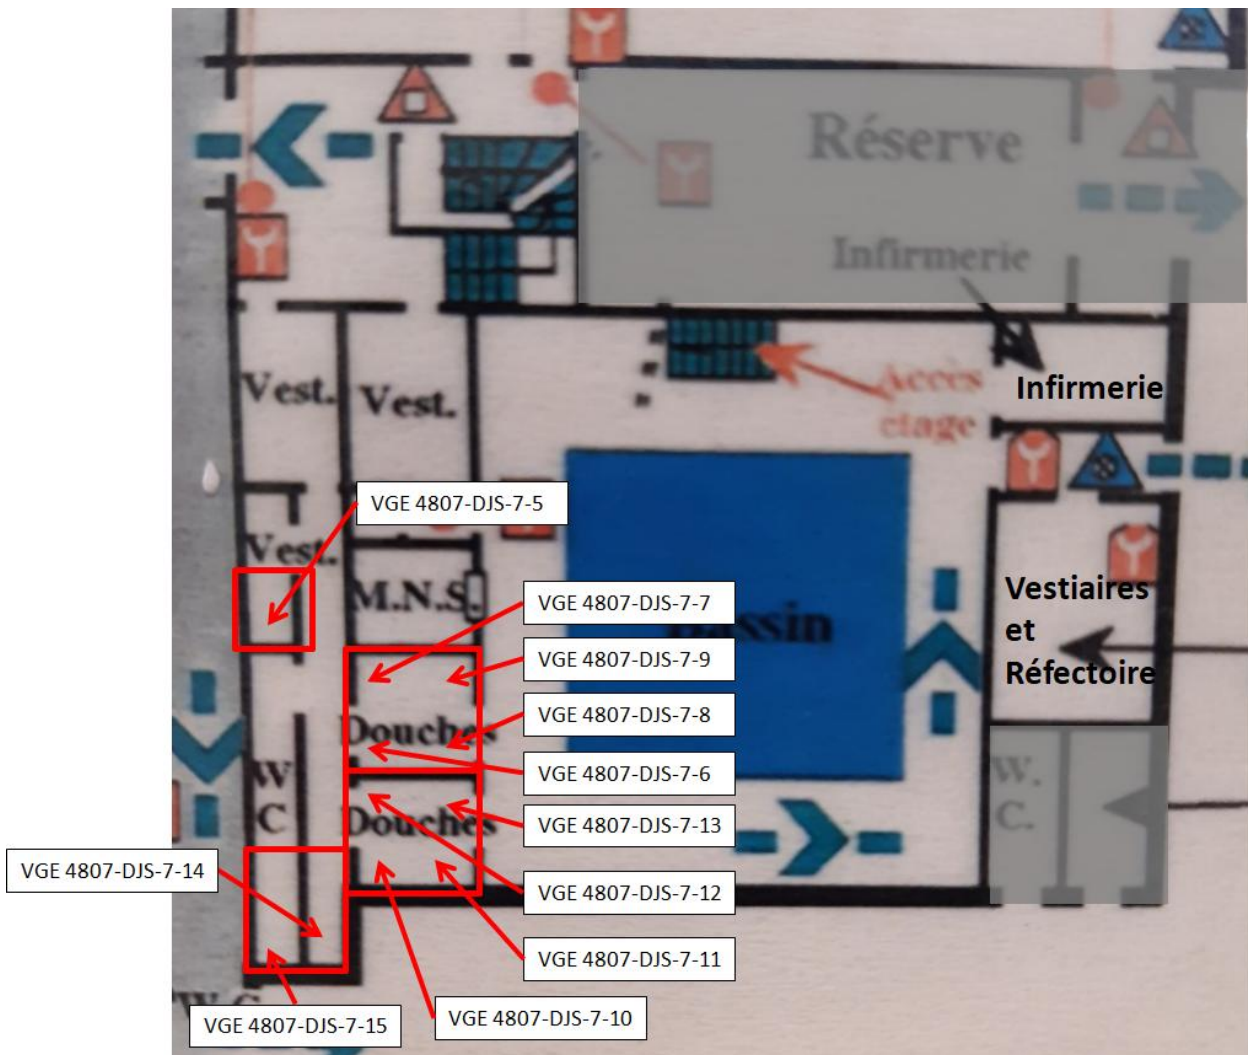 Réserve
Infirmerie
Accès
etage
Infirmerie
Vest.
Vest.
VGE 4807-DJS-7-5
Vest.
M.N.S.
VGE 4807-DJS-7-7
Bassin
Vestiaires
et
Réfectoire
VGE 4807-DJS-7-9
VGE 4807-DJS-7-8
Douches
VGE 4807-DJS-7-6
W
C
W.
C.
Douches
VGE 4807-DJS-7-13
VGE 4807-DJS-7-14
VGE 4807-DJS-7-12
VGE 4807-DJS-7-11
VGE 4807-DJS-7-15
VGE 4807-DJS-7-10